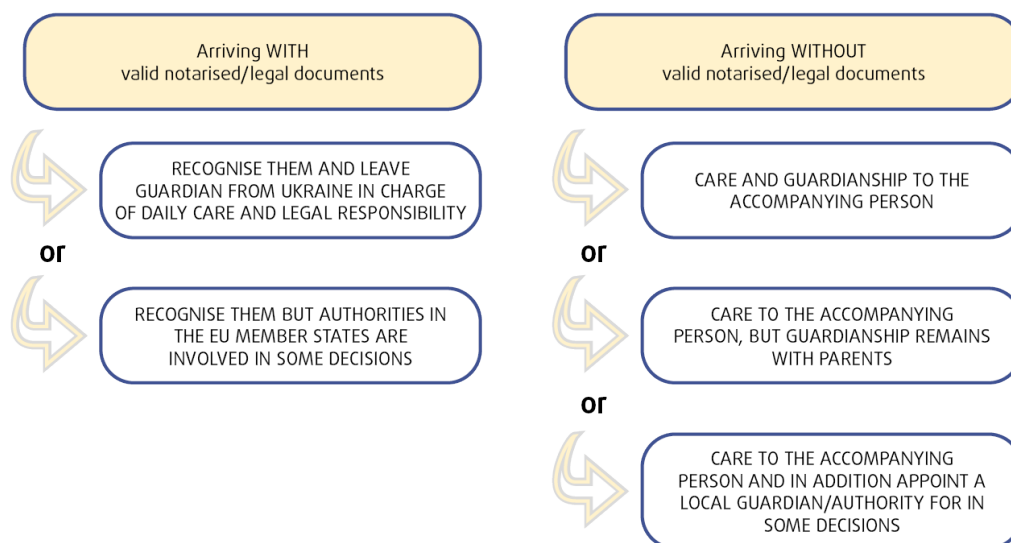 Arriving WITH
valid notarised/legal documents
RECOGNISE THEM AND LEAVE
GUARDIAN FROM UKRAINE IN CHARGE
OF DAILY CARE AND LEGAL RESPONSIBILITY
or
RECOGNISE THEM BUT AUTHORITIES IN
THE EU MEMBER STATES ARE
INVOLVED IN SOME DECISIONS
Arriving WITHOUT
valid notarised/legal documents
CARE AND GUARDIANSHIP TO THE
ACCOMPANYING PERSON
or
CARE TO THE ACCOMPANYING
PERSON, BUT GUARDIANSHIP REMAINS
WITH PARENTS
or
CARE TO THE ACCOMPANYING
PERSON AND IN ADDITION APPOINT A
LOCAL GUARDIAN/AUTHORITY FOR IN
SOME DECISIONS